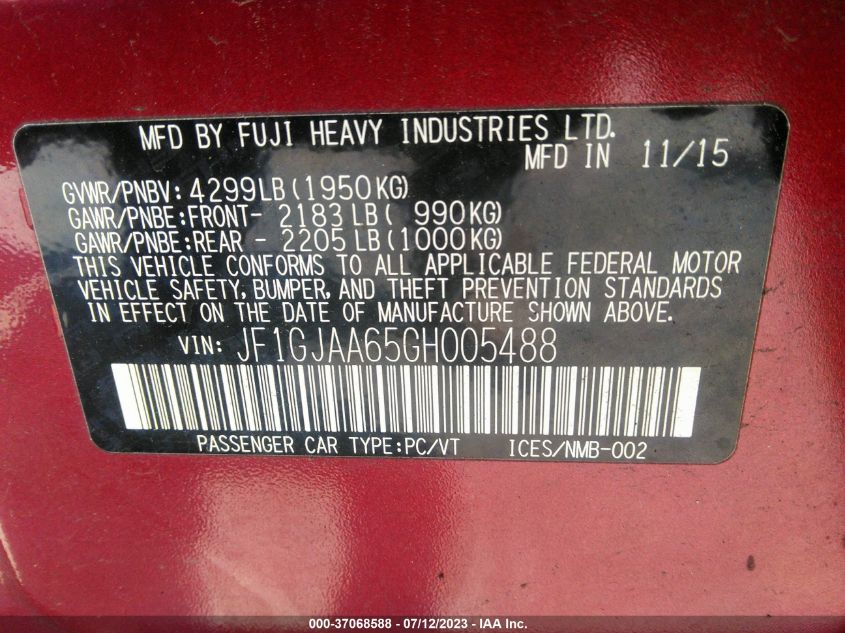 MFD BY FUJI HEAVY INDUSTRIES LTD.
MFD IN 11/15
GVWR/PNBV: 4299LB(1950KG)
GAWR/PNBE:FRONT- 2183LB( 990KG)
GAWR/PNBE:REAR - 2205LB(1000KG)
THIS VEHICLE CONFORMS TO ALL APPLICABLE FEDERAL MOTOR
VEHICLE SAFETY, BUMPER, AND THEFT PREVENTION STANDARDS
IN EFFECT ON THE DATE OF MANUFACTURE SHOWN ABOVE.
VIN: JF1GJAA65GH005488
PASSENGER CAR TYPE:PC/VT ICES/NMB-002
000-37068588 - 07/12/2023 - IAA Inc.